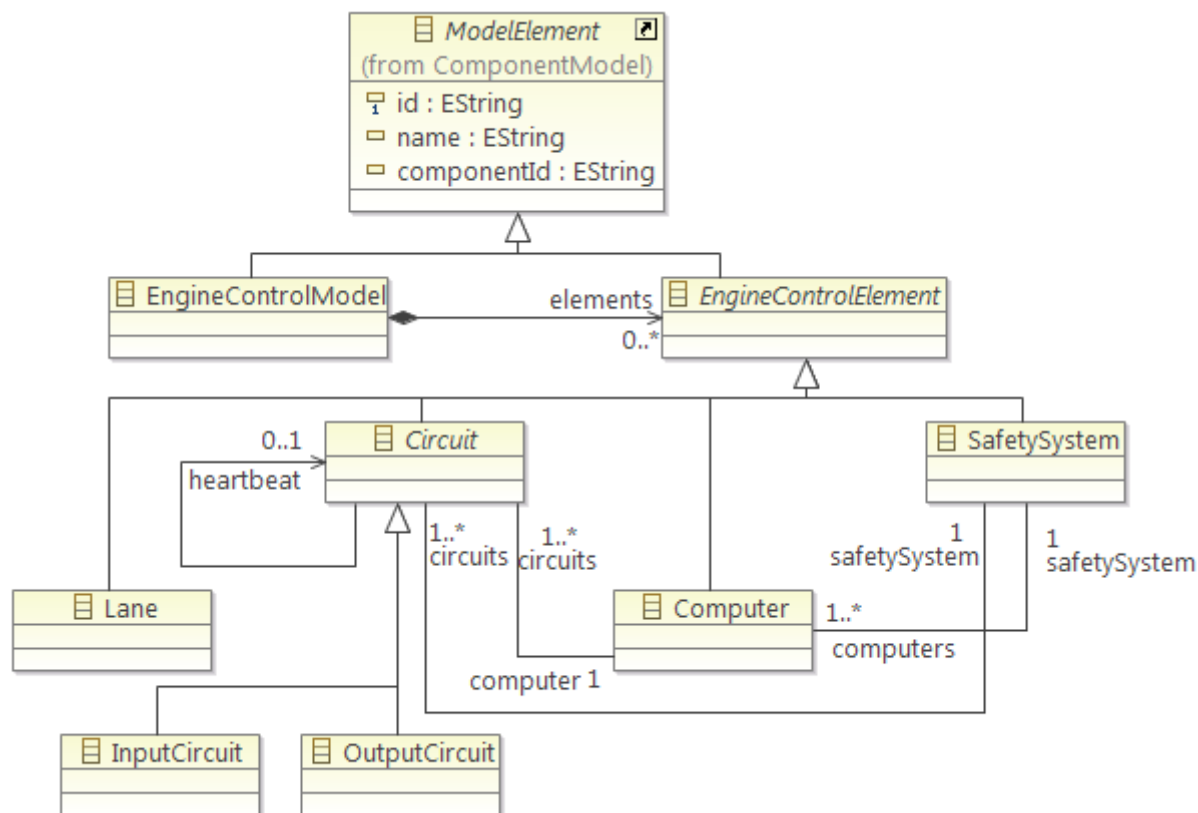 ModelElement
(from ComponentModel)
1
id : EString
name : EString
componentId : EString
EngineControlModel
elements
0..*
EngineControlElement
0..1
heartbeat
Circuit
SafetySystem
1..*
circuits
1..*
circuits
1
safetySystem
1
safetySystem
Lane
Computer
1..*
computers
computer 1
InputCircuit
OutputCircuit